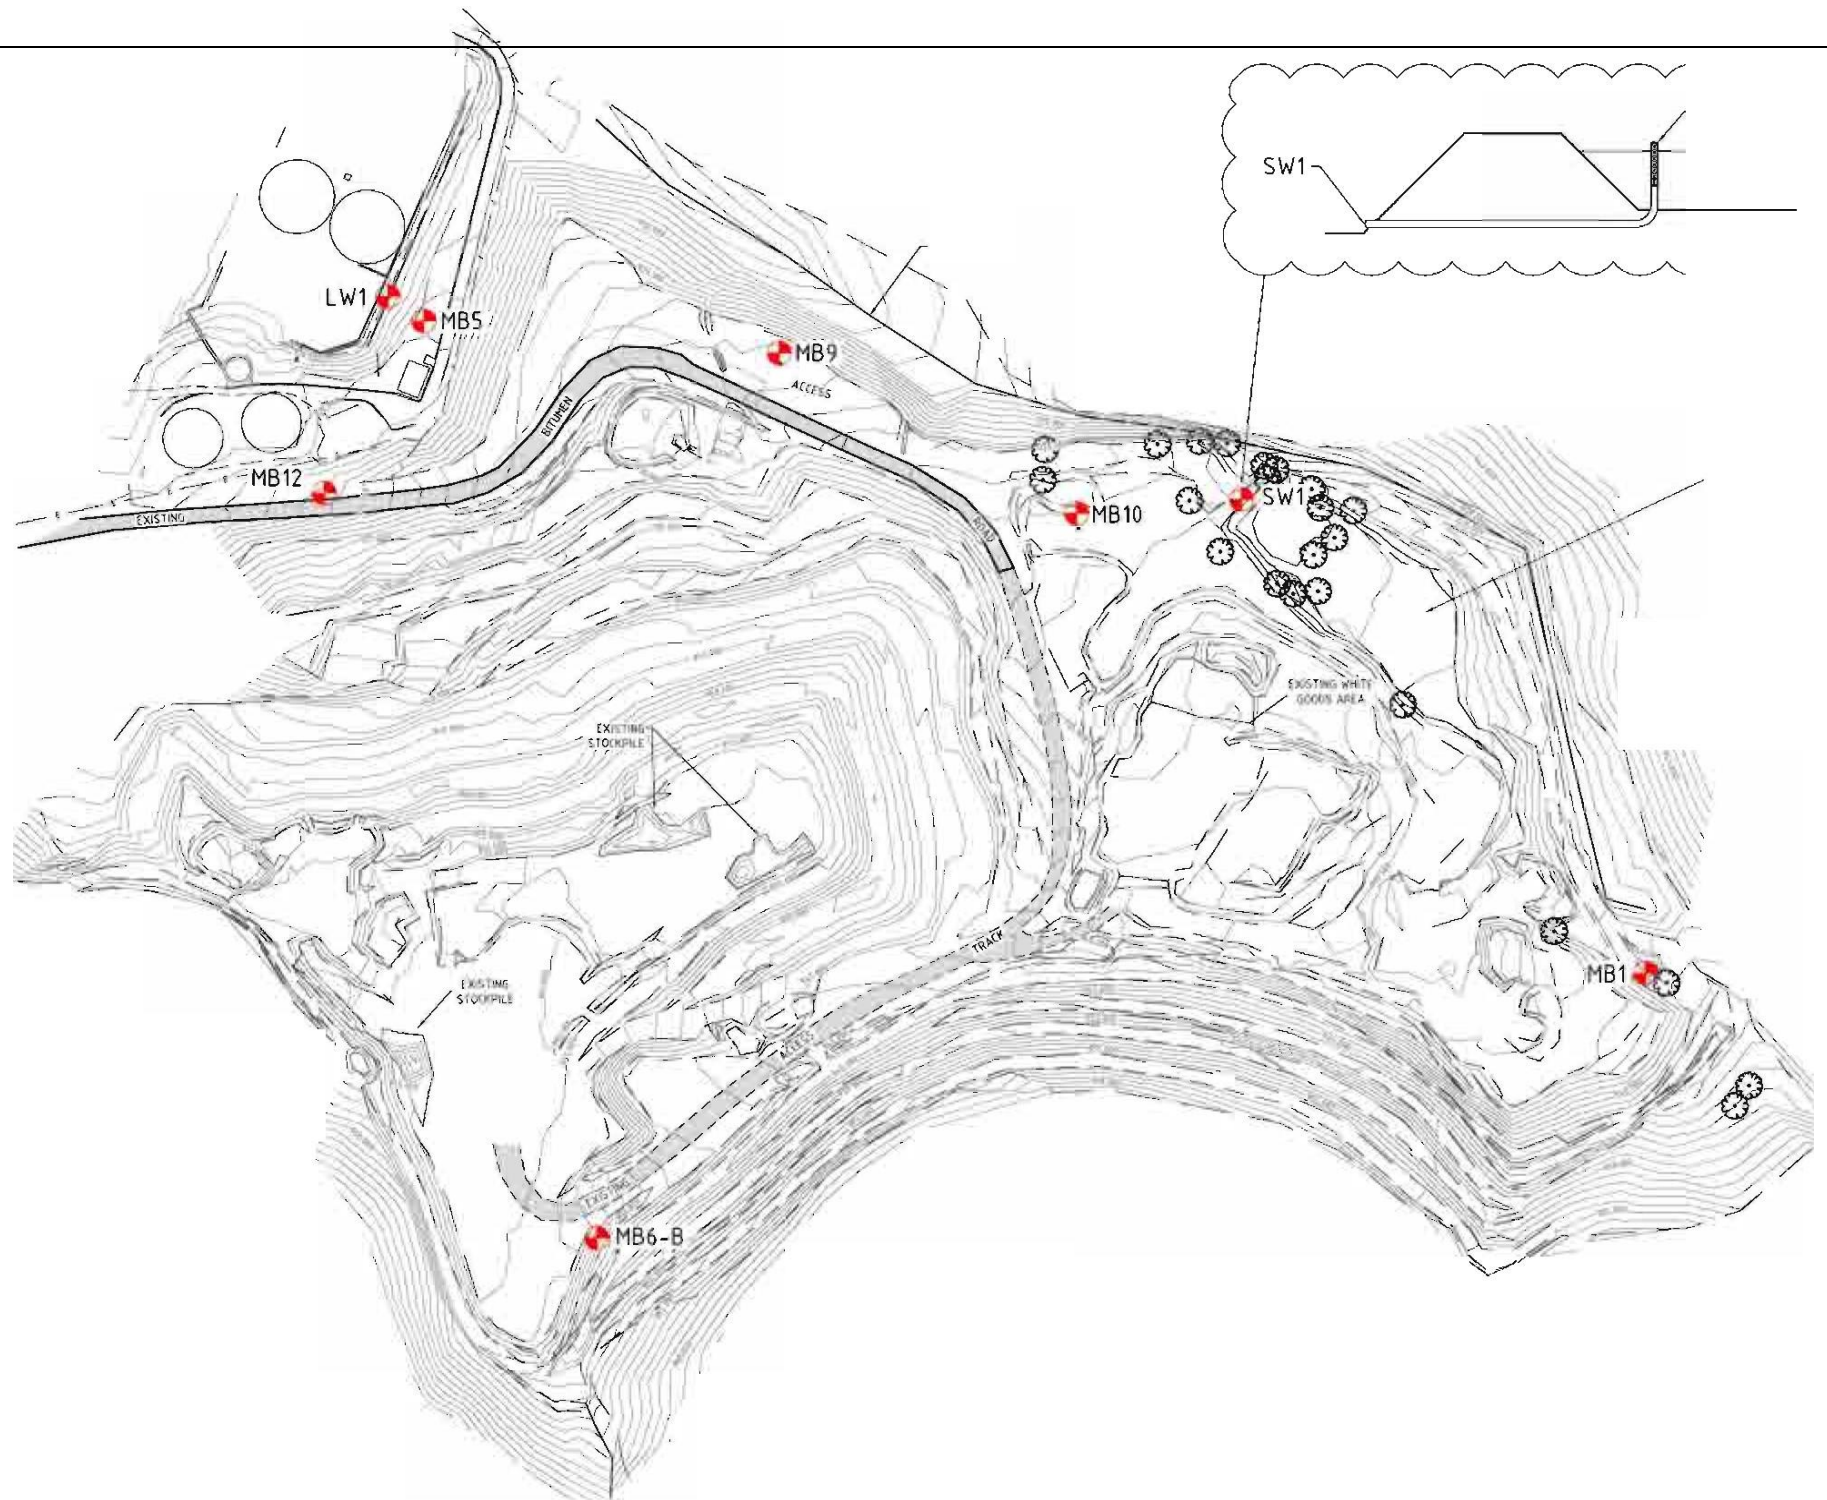 SW1
LW1
MB5
MB9
ACCESS
BITUMEN
MB12
EXISTING
SW1
MB10
ROAD
EXISTING WHITE
GOODS AREA
EXISTING
STOCKPILE
TRACK
MB1
EXISTING
STOCKPILE
ACCESS
EXISTING
MB6-B